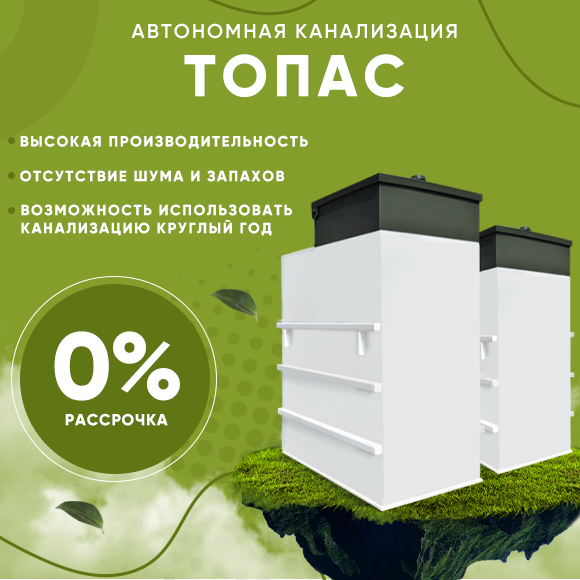 АВТОНОМНАЯ КАНАЛИЗАЦИЯ
ТОПАС
ВЫСОКАЯ ПРОИЗВОДИТЕЛЬНОСТЬ
ОТСУТСТВИЕ ШУМА И ЗАПАХОВ
ВОЗМОЖНОСТЬ ИСПОЛЬЗОВАТЬ
КАНАЛИЗАЦИЮ КРУГЛЫЙ ГОД
0%
РАССРОЧКА